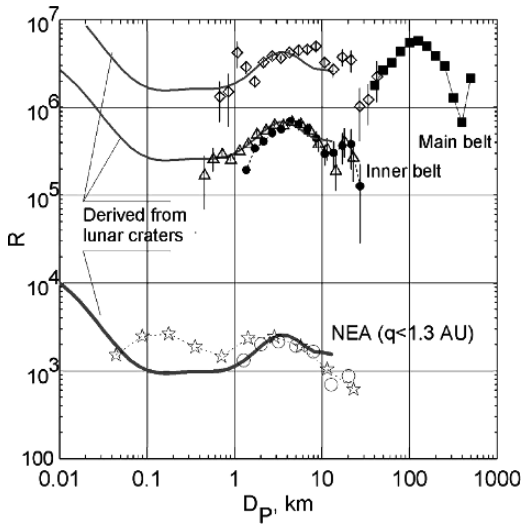 10^7
10^6
10^5
10^4
10^3
100
R
Main belt
Inner belt
Derived from
lunar craters
NEA (q<1.3 AU)
0.01 0.1 1 10 100 1000
D_P, km